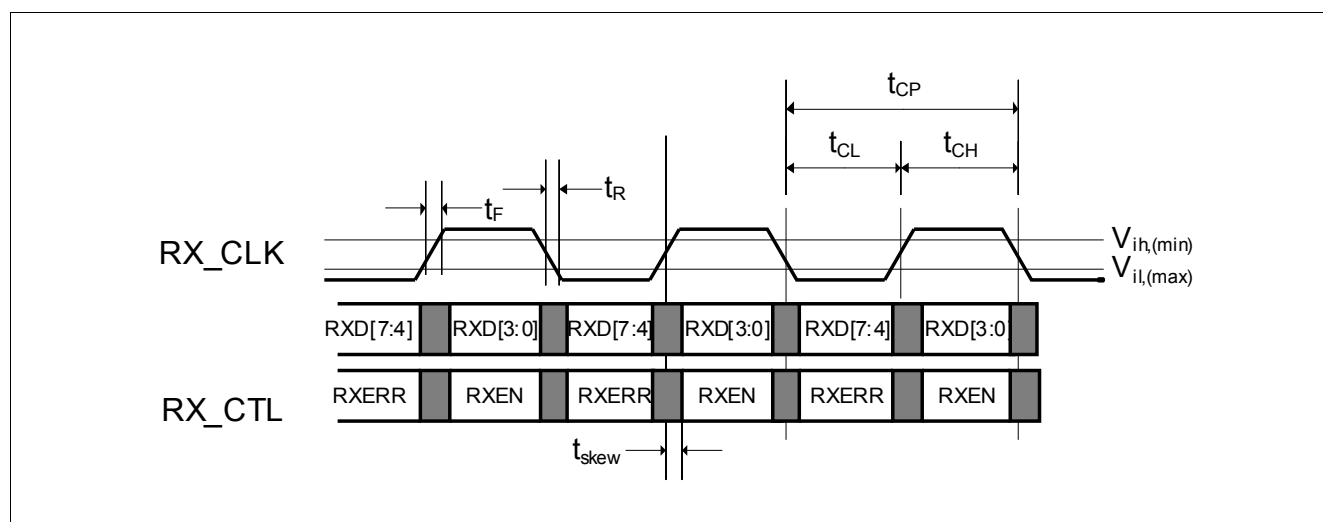 tCP
tCL tCH
tR
tF
RX_CLK
Vih,(min)
Vil,(max)
RXD[7:4] RXD[3:0] RXD[7:4] RXD[3:0] RXD[7:4] RXD[3:0]
RX_CTL
RXERR RXEN RXERR RXEN RXERR RXEN
tskew